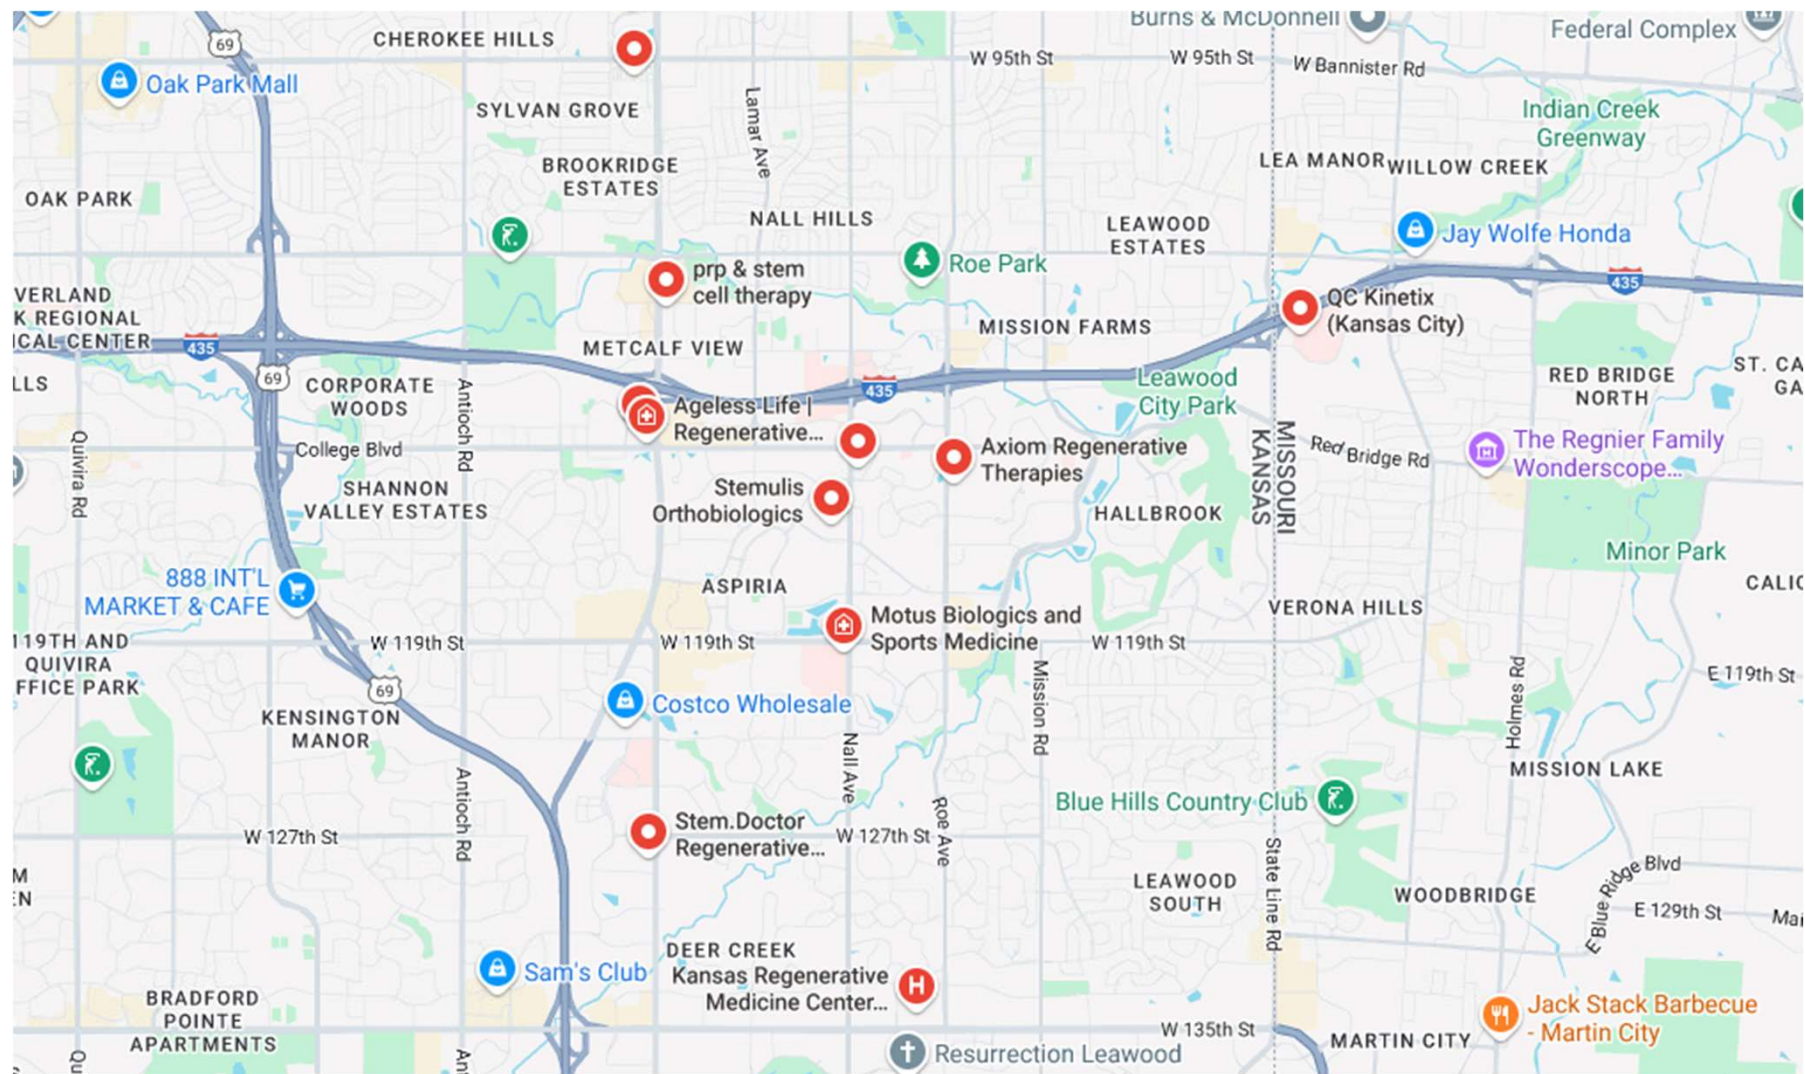 Burns & McDonnell
Federal Complex
69
CHEROKEE HILLS
W 95th St
W 95th St
W Bannister Rd
Oak Park Mall
SYLVAN GROVE
Lamar Ave
Indian Creek
Greenway
BROOKRIDGE
ESTATES
LEA MANOR
WILLOW CREEK
OAK PARK
NALL HILLS
LEAWOOD
ESTATES
Jay Wolfe Honda
Roe Park
prp & stem
cell therapy
435
VERLAND
K REGIONAL
ICAL CENTER
QC Kinetix
(Kansas City)
MISSION FARMS
435
METCALF VIEW
69
LLS
CORPORATE
WOODS
Antioch Rd
435
Leawood
City Park
RED BRIDGE
NORTH
ST. CA
GA
Ageless Life |
Regenerative...
Quivira Rd
College Blvd
Axiom Regenerative
Therapies
KANSAS
MISSOURI
Red Bridge Rd
The Regnier Family
Wonderscope...
SHANNON
VALLEY ESTATES
Stemulis
Orthobiologics
HALLBROOK
Minor Park
888 INT'L
MARKET & CAFE
ASPIRIA
CALIC
VERONA HILLS
119TH AND
QUIVIRA
FFICE PARK
W 119th St
W 119th St
Motus Biologics and
Sports Medicine
W 119th St
E 119th St
69
Costco Wholesale
Mission Rd
Holmes Rd
KENSINGTON
MANOR
Nall Ave
MISSION LAKE
Antioch Rd
Blue Hills Country Club
Stem.Doctor
Regenerative...
W 127th St
W 127th St
Roe Ave
State Line Rd
M
EN
LEAWOOD
SOUTH
WOODBRIDGE
E Blue Ridge Blvd
E 129th St
Mai
DEER CREEK
Sam's Club
Kansas Regenerative
Medicine Center...
H
BRADFORD
POINTE
APARTMENTS
W 135th St
Jack Stack Barbecue
- Martin City
MARTIN CITY
Resurrection Leawood
Qu
Ant